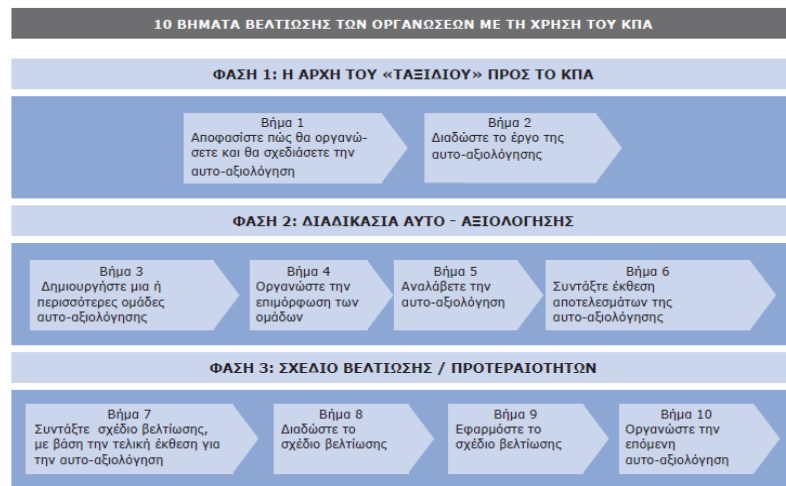 10 ΒΗΜΑΤΑ ΒΕΛΤΙΩΣΗΣ ΤΩΝ ΟΡΓΑΝΩΣΕΩΝ ΜΕ ΤΗ ΧΡΗΣΗ ΤΟΥ ΚΠΑ
ΦΑΣΗ 1: Η ΑΡΧΗ ΤΟΥ «ΤΑΞΙΔΙΟΥ» ΠΡΟΣ ΤΟ ΚΠΑ
Βήμα 1
Αποφασίστε πώς θα οργανώ-
σετε και θα σχεδιάσετε την
αυτο-αξιολόγηση
Βήμα 2
Διαδώστε το έργο της
αυτο-αξιολόγησης
ΦΑΣΗ 2: ΔΙΑΔΙΚΑΣΙΑ ΑΥΤΟ - ΑΞΙΟΛΟΓΗΣΗΣ
Βήμα 3
Δημιουργήστε μια ή
περισσότερες ομάδες
αυτο-αξιολόγησης
Βήμα 4
Οργανώστε την
επιμόρφωση των
ομάδων
Βήμα 5
Αναλάβετε την
αυτο-αξιολόγηση
Βήμα 6
Συντάξτε έκθεση
αποτελεσμάτων της
αυτο-αξιολόγησης
ΦΑΣΗ 3: ΣΧΕΔΙΟ ΒΕΛΤΙΩΣΗΣ / ΠΡΟΤΕΡΑΙΟΤΗΤΩΝ
Βήμα 7
Συντάξτε σχέδιο βελτίωσης,
με βάση την τελική έκθεση για
την αυτο-αξιολόγηση
Βήμα 8
Διαδώστε το
σχέδιο βελτίωσης
Βήμα 9
Εφαρμόστε το
σχέδιο βελτίωσης
Βήμα 10
Οργανώστε την
επόμενη
αυτο-αξιολόγηση